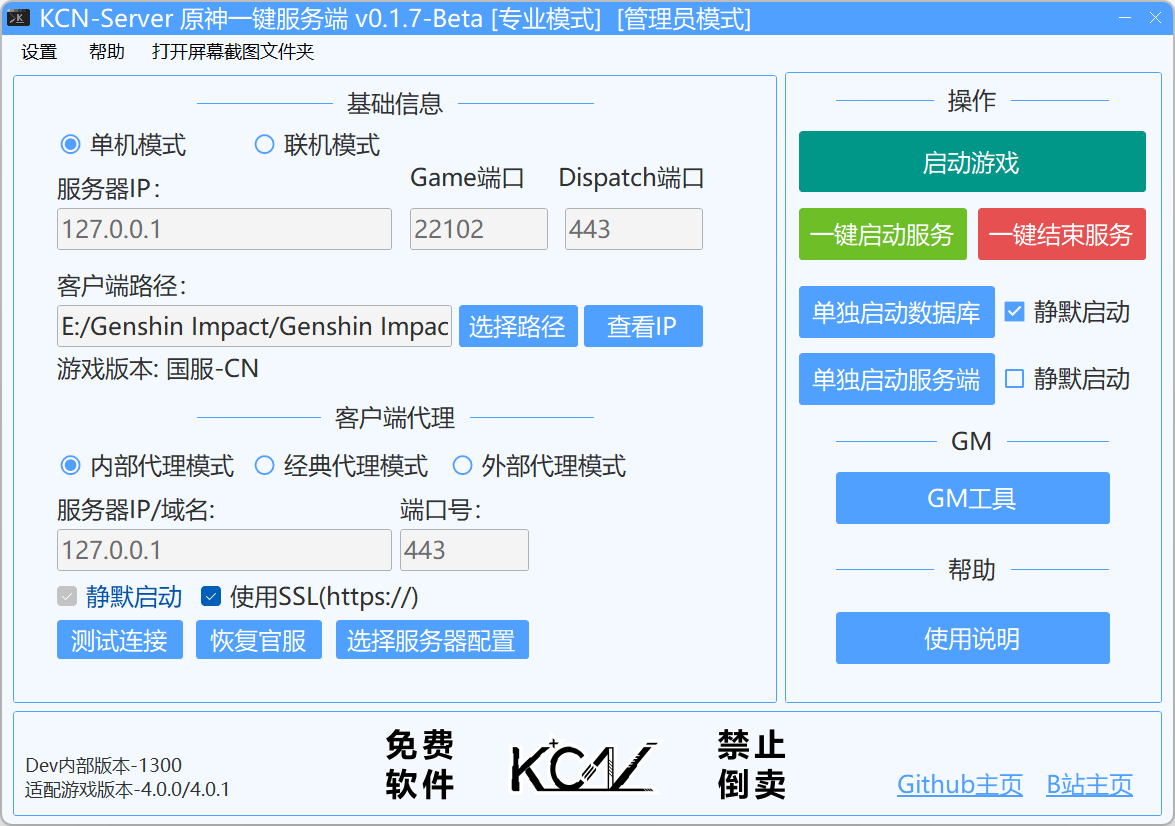 KCN-Server 原神一键服务端 v0.1.7-Beta [专业模式] [管理员模式]
设置 帮助 打开屏幕截图文件夹
基础信息
单机模式 联机模式
服务器IP: Game端口 Dispatch端口
127.0.0.1 22102 443
客户端路径:
E:/Genshin Impact/Genshin Impac 选择路径 查看IP
游戏版本: 国服-CN
客户端代理
内部代理模式 经典代理模式 外部代理模式
服务器IP/域名: 端口号:
127.0.0.1 443
静默启动 使用SSL(https://)
测试连接 恢复官服 选择服务器配置
操作
启动游戏
一键启动服务 一键结束服务
单独启动数据库 静默启动
单独启动服务端 静默启动
GM
GM工具
帮助
使用说明
Dev内部版本-1300
适配游戏版本-4.0.0/4.0.1
免费
软件
KCN
禁止
倒卖
Github主页 B站主页